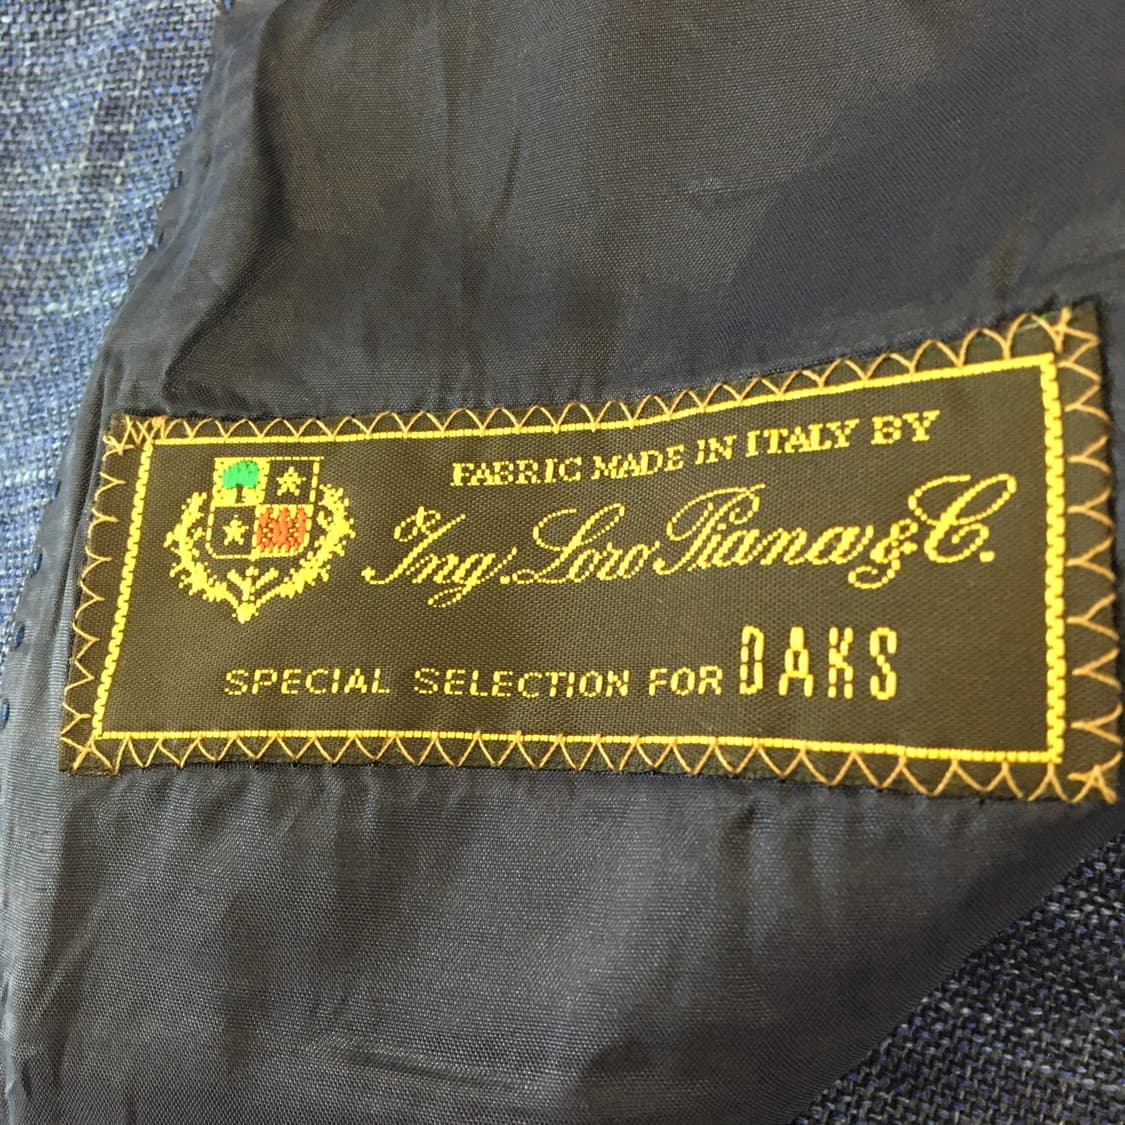 FABRIC MADE IN ITALY BY
Ing. Loro Piana & C.
SPECIAL SELECTION FOR DAKS